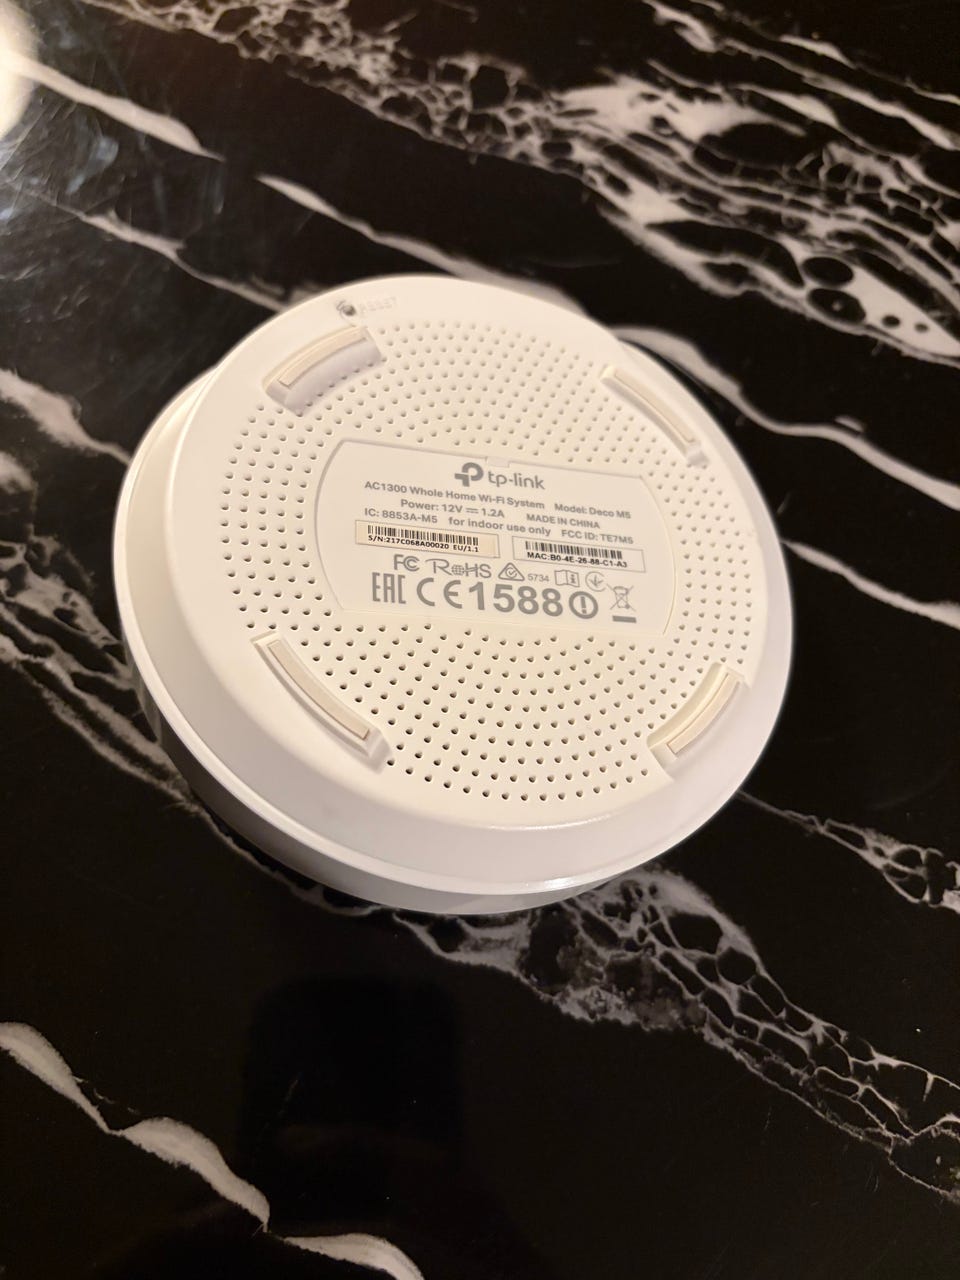 RESET
tp-link
AC1300 Whole Home Wi-Fi System Model: Deco M5
Power: 12V ⎓ 1.2A MADE IN CHINA
IC: 8853A-M5 for indoor use only FCC ID: TE7M5
S/N:217C068A00020 EU/1.1
MAC:B0-4E-26-88-C1-A3
FC RoHS 5734
EAC CE1588